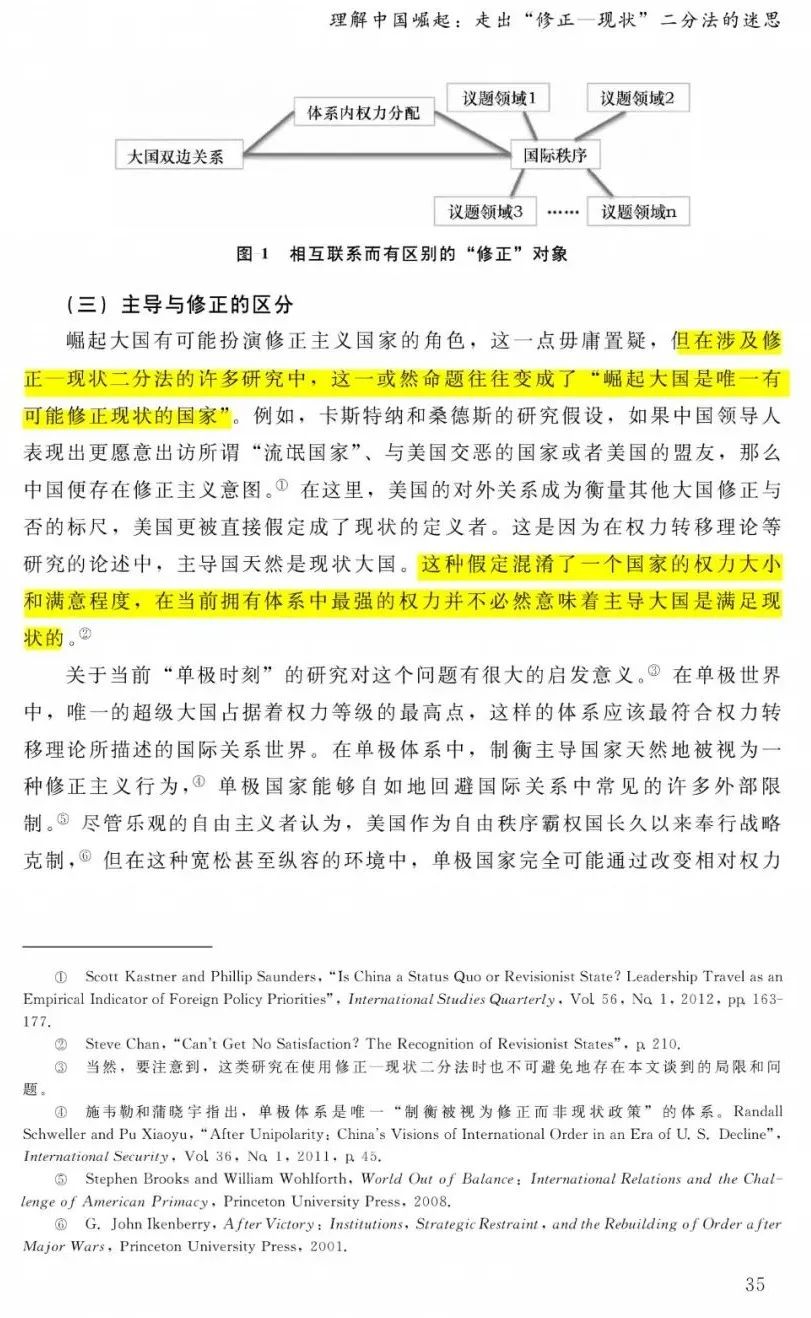 理解中国崛起：走出“修正—现状”二分法的迷思
议题领域1
议题领域2
体系内权力分配
大国双边关系
国际秩序
议题领域3
……
议题领域n
图 1 相互联系而有区别的“修正”对象
（三）主导与修正的区分
崛起大国有可能扮演修正主义国家的角色，这一点毋庸置疑，但在涉及修
正—现状二分法的许多研究中，这一或然命题往往变成了“崛起大国是唯一有
可能修正现状的国家”。例如，卡斯特纳和桑德斯的研究假设，如果中国领导人
表现出更愿意出访所谓“流氓国家”、与美国交恶的国家或者美国的盟友，那么
中国便存在修正主义意图。① 在这里，美国的对外关系成为衡量其他大国修正与
否的标尺，美国更被直接假定成了现状的定义者。这是因为在权力转移理论等
研究的论述中，主导国天然是现状大国。这种假定混淆了一个国家的权力大小
和满意程度，在当前拥有体系中最强的权力并不必然意味着主导大国是满足现
状的。②
关于当前“单极时刻”的研究对这个问题有很大的启发意义。③ 在单极世界
中，唯一的超级大国占据着权力等级的最高点，这样的体系应该最符合权力转
移理论所描述的国际关系世界。在单极体系中，制衡主导国家天然地被视为一
种修正主义行为，④ 单极国家能够自如地回避国际关系中常见的许多外部限
制。⑤ 尽管乐观的自由主义者认为，美国作为自由秩序霸权国长久以来奉行战略
克制，⑥ 但在这种宽松甚至纵容的环境中，单极国家完全可能通过改变相对权力
① Scott Kastner and Phillip Saunders, “Is China a Status Quo or Revisionist State? Leadership Travel as an
Empirical Indicator of Foreign Policy Priorities”, International Studies Quarterly, Vol. 56, No. 1, 2012, pp. 163-
177.
② Steve Chan, “Can't Get No Satisfaction? The Recognition of Revisionist States”, p. 210.
③ 当然，要注意到，这类研究在使用修正—现状二分法时也不可避免地存在本文谈到的局限和问
题。
④ 施韦勒和蒲晓宇指出，单极体系是唯一“制衡被视为修正而非现状政策”的体系。Randall
Schweller and Pu Xiaoyu, “After Unipolarity: China's Visions of International Order in an Era of U. S. Decline”,
International Security, Vol. 36, No. 1, 2011, p. 45.
⑤ Stephen Brooks and William Wohlforth, World Out of Balance: International Relations and the Chal-
lenge of American Primacy, Princeton University Press, 2008.
⑥ G. John Ikenberry, After Victory: Institutions, Strategic Restraint, and the Rebuilding of Order after
Major Wars, Princeton University Press, 2001.
35